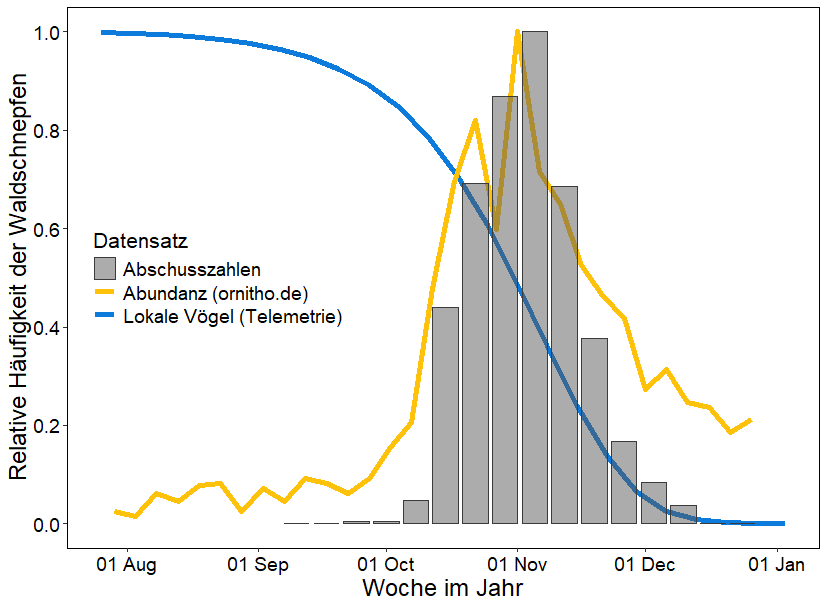 Relative Häufigkeit der Waldschnepfen
1.0
0.8
0.6
0.4
0.2
0.0
Datensatz
Abschusszahlen
Abundanz (ornitho.de)
Lokale Vögel (Telemetrie)
01 Aug 01 Sep 01 Oct 01 Nov 01 Dec 01 Jan
Woche im Jahr